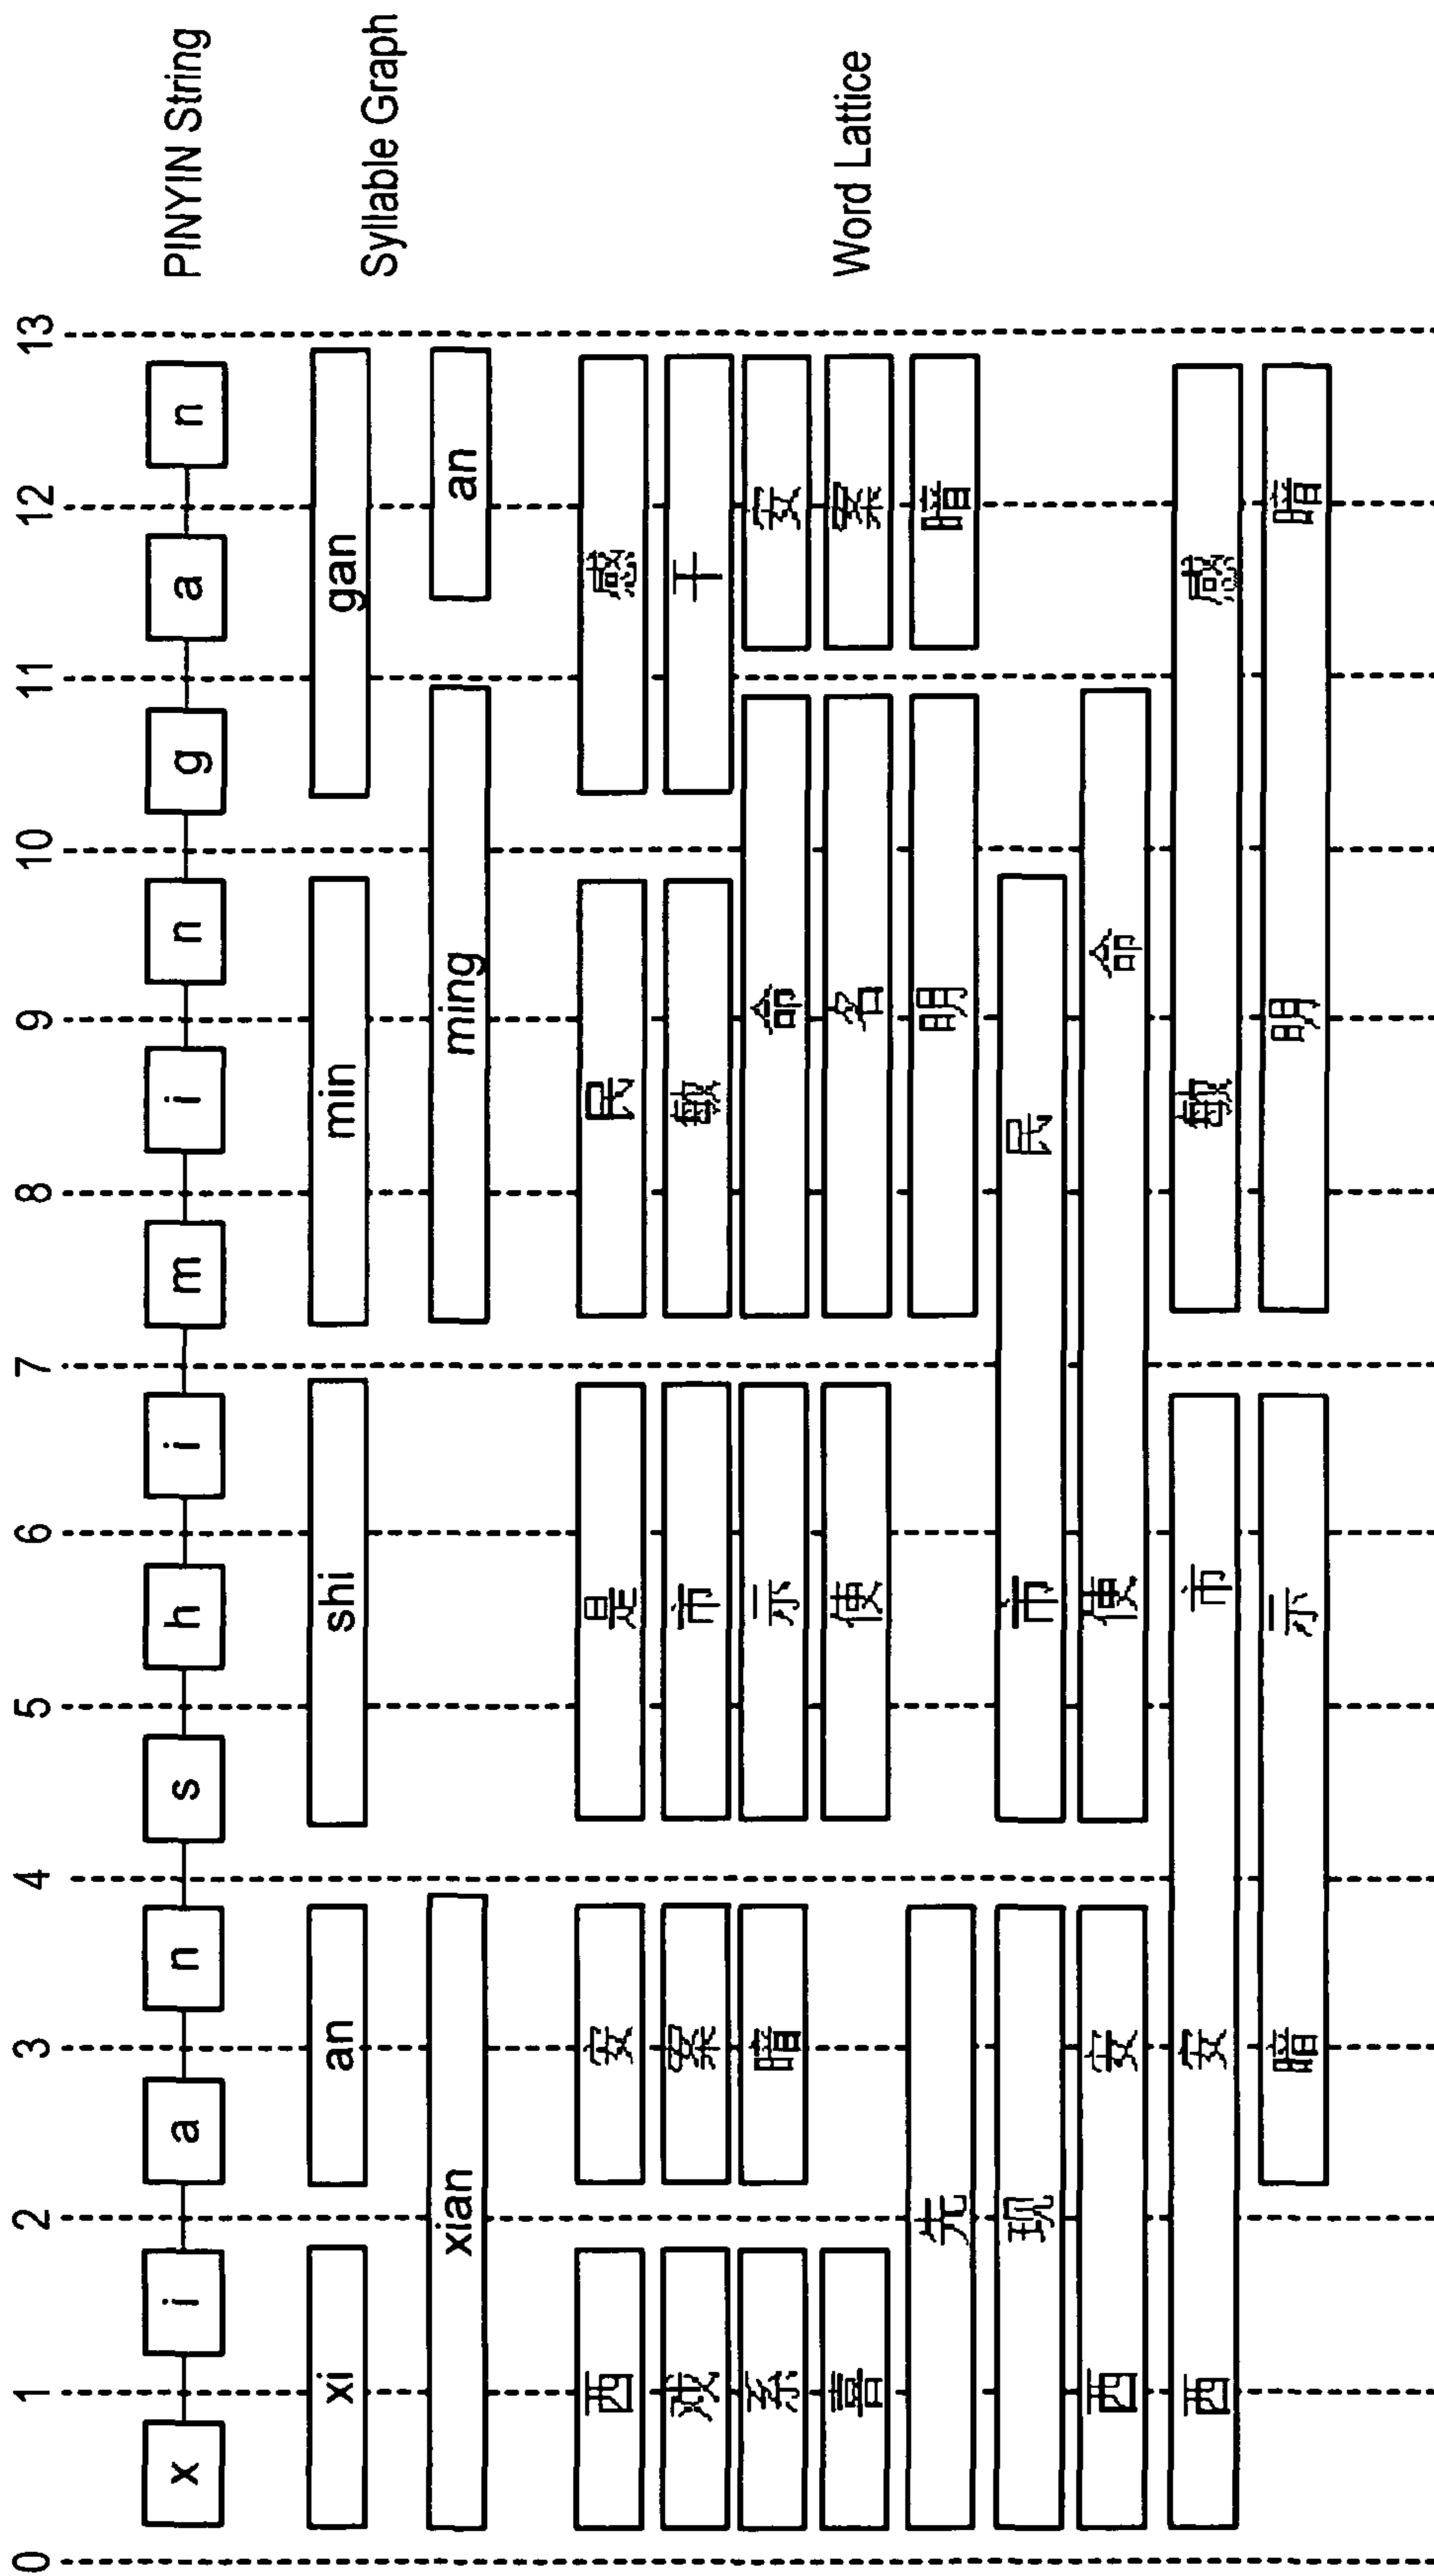 0 1 2 3 4 5 6 7 8 9 10 11 12 13
x i a n s h i m i n g a n PINYIN String
xi an shi min gan
Syllable Graph
xian ming an
西 安 是 民 感
戏 案 市 敏 干
系 暗 示 命 安
喜 使 名 案 Word Lattice
先 明 暗
现 市 民
西 安 使 命
西 安 市 敏 感
暗 示 明 暗